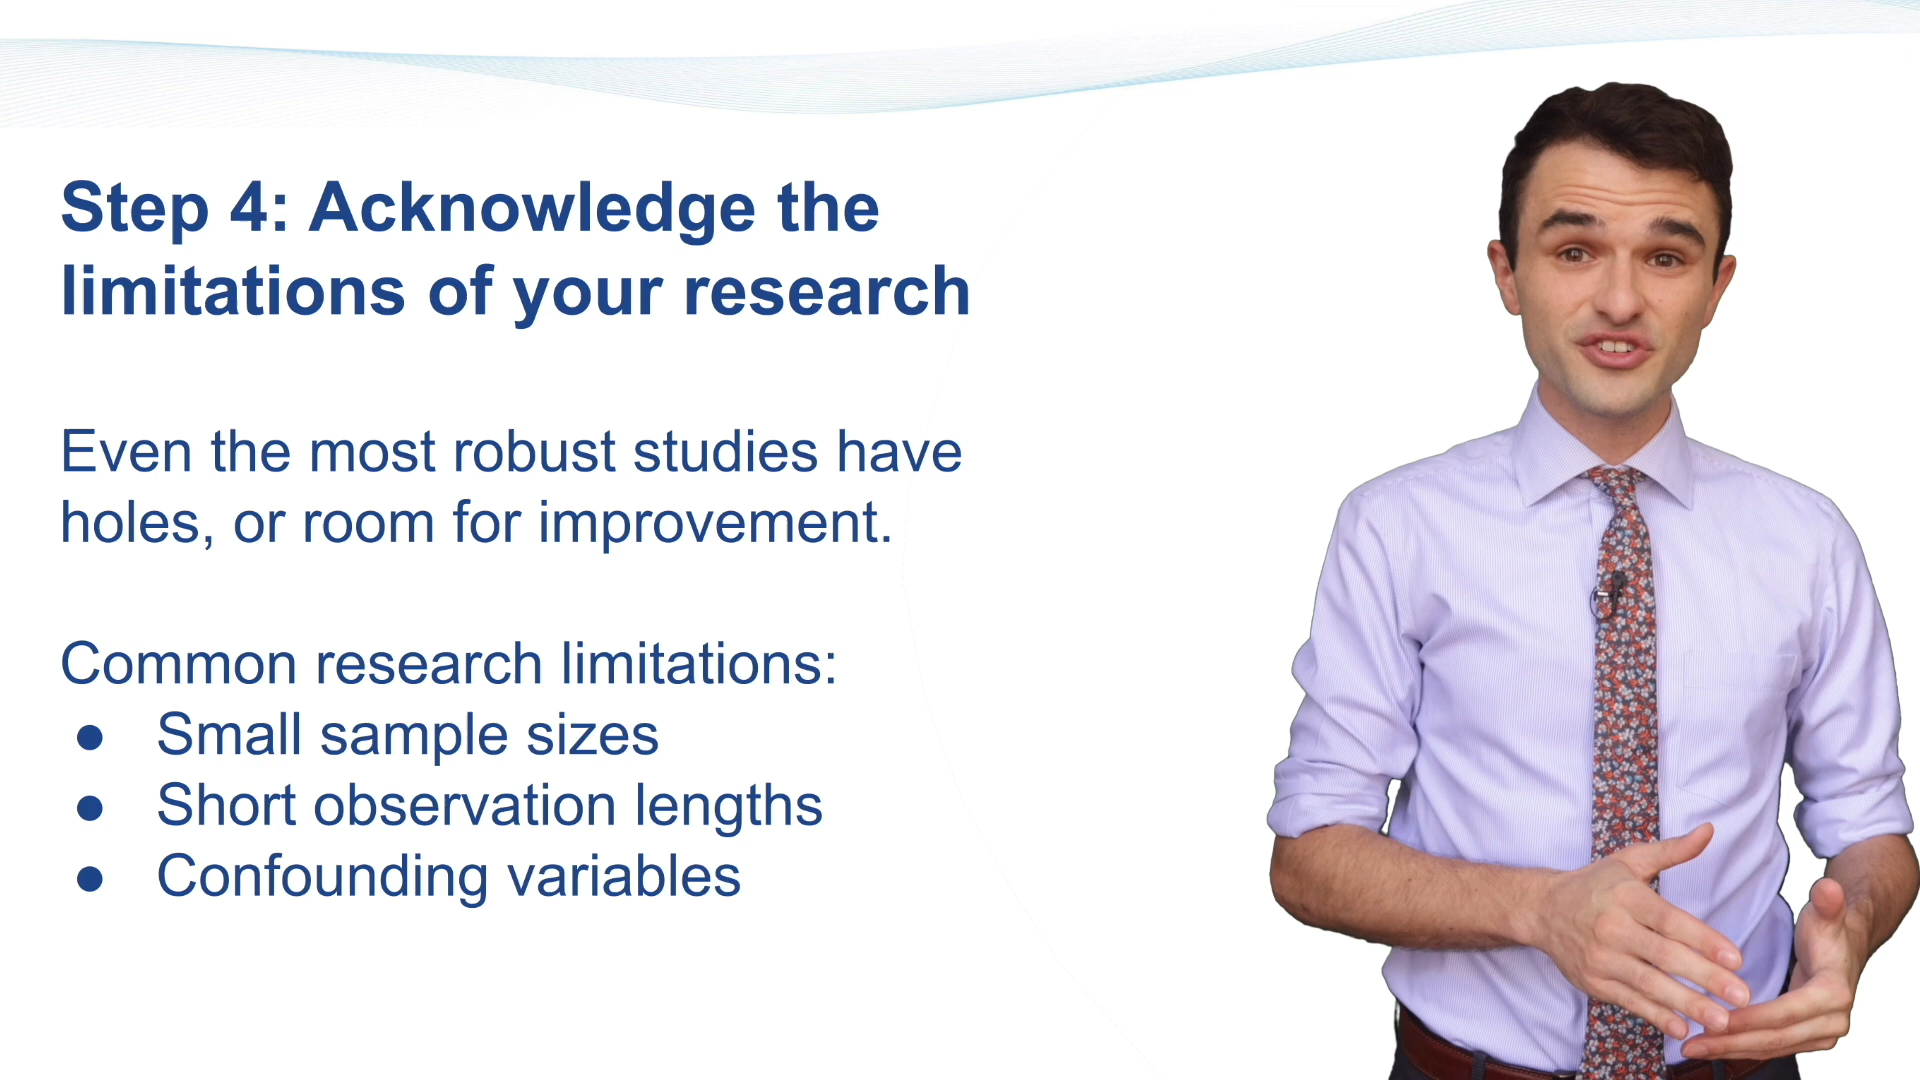 Step 4: Acknowledge the
limitations of your research
Even the most robust studies have
holes, or room for improvement.
Common research limitations:
● Small sample sizes
● Short observation lengths
● Confounding variables